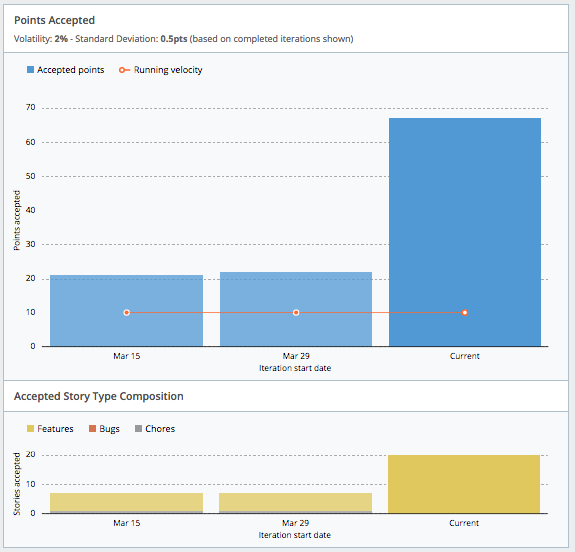 Points Accepted
Volatility: 2% - Standard Deviation: 0.5pts (based on completed iterations shown)
Accepted points Running velocity
70
60
50
40
30
20
10
0
Points accepted
Mar 15 Mar 29 Current
Iteration start date
Accepted Story Type Composition
Features Bugs Chores
20
10
0
Stories accepted
Mar 15 Mar 29 Current
Iteration start date